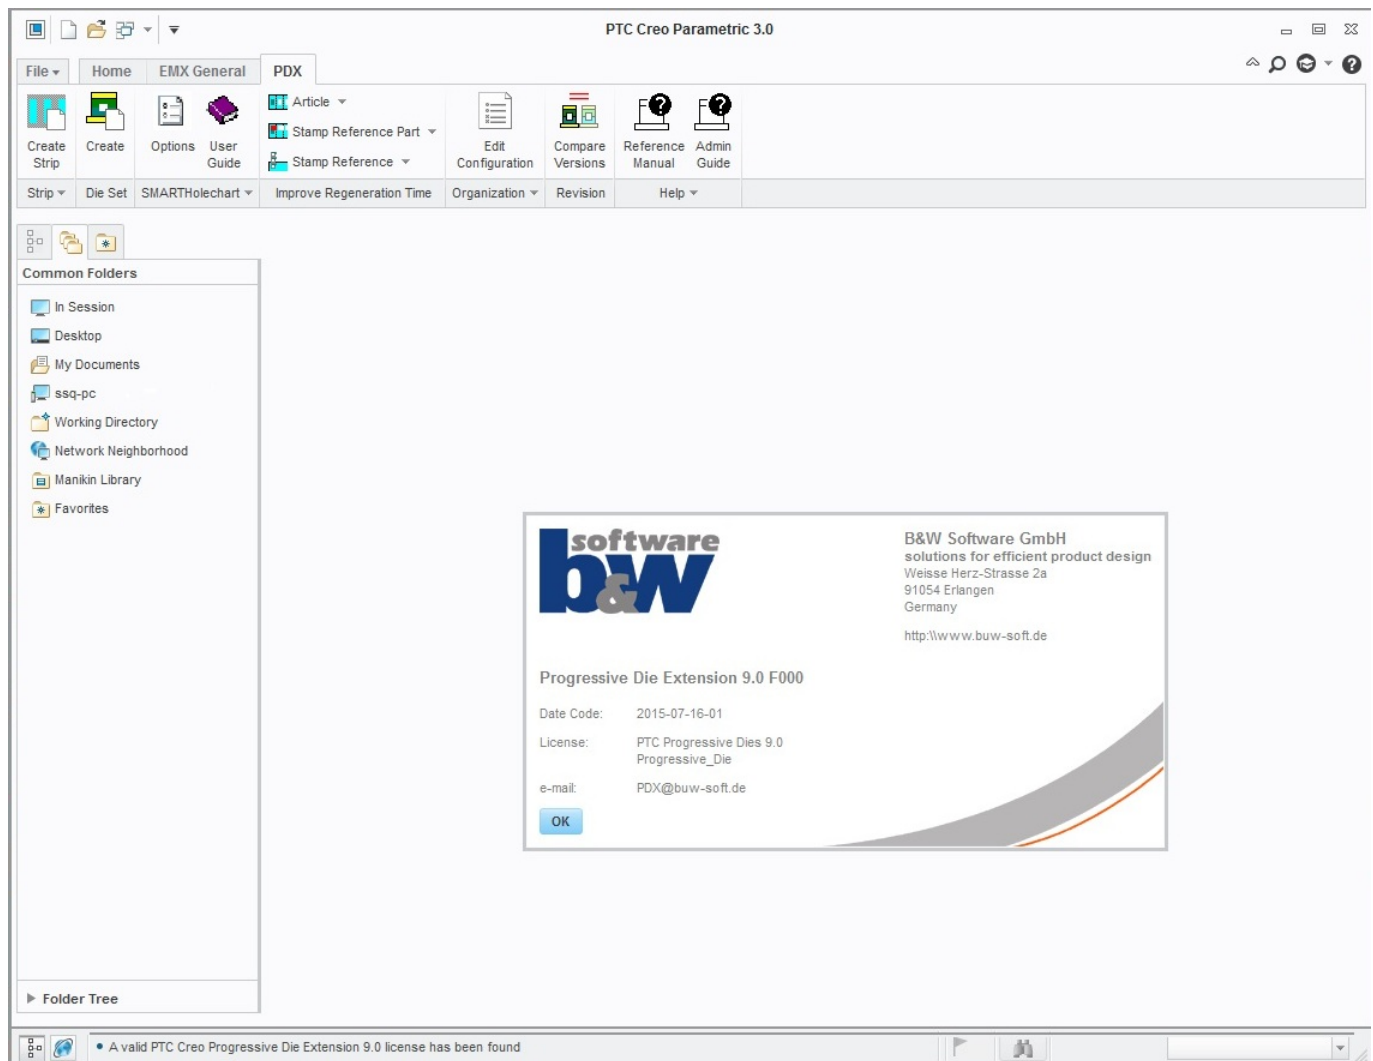 PTC Creo Parametric 3.0
File Home EMX General PDX
Create Strip
Create
Options
User Guide
Article
Stamp Reference Part
Stamp Reference
Edit Configuration
Compare Versions
Reference Manual
Admin Guide
Strip Die Set SMARTHolechart Improve Regeneration Time Organization Revision Help
Common Folders
In Session
Desktop
My Documents
ssq-pc
Working Directory
Network Neighborhood
Manikin Library
Favorites
software
b&w
B&W Software GmbH
solutions for efficient product design
Weisse Herz-Strasse 2a
91054 Erlangen
Germany
http:\\www.buw-soft.de
Progressive Die Extension 9.0 F000
Date Code: 2015-07-16-01
License: PTC Progressive Dies 9.0
Progressive_Die
e-mail: PDX@buw-soft.de
OK
Folder Tree
A valid PTC Creo Progressive Die Extension 9.0 license has been found